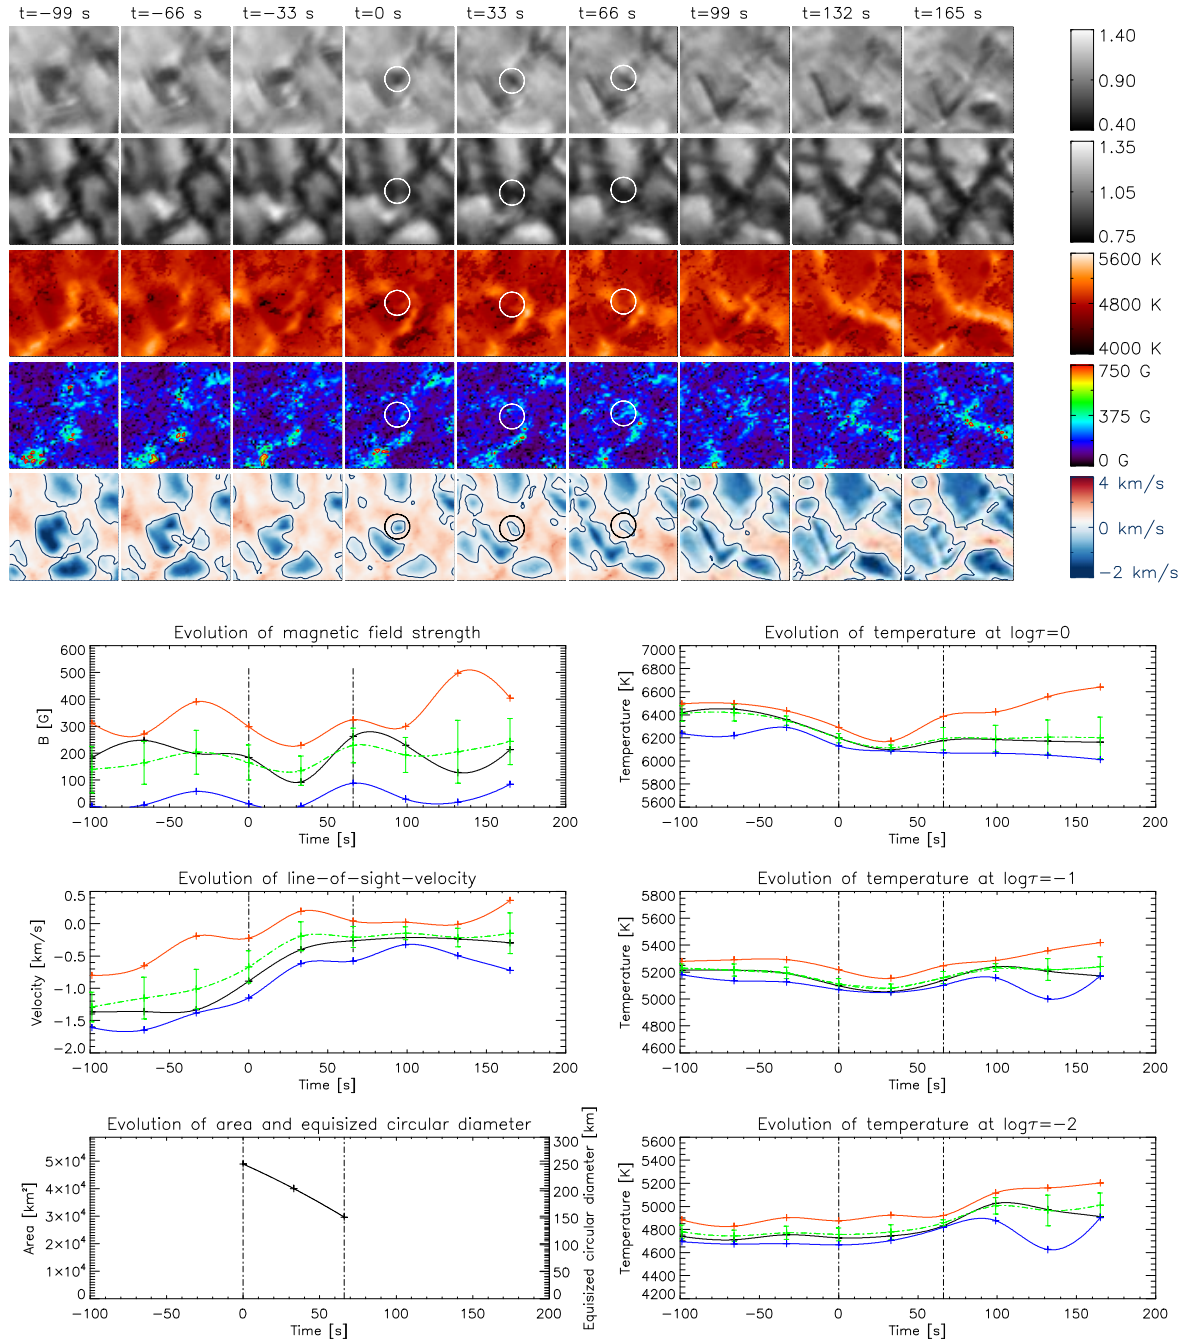 t=−99 s t=−66 s t=−33 s t=0 s t=33 s t=66 s t=99 s t=132 s t=165 s
1.40
0.90
0.40
1.35
1.05
0.75
5600 K
4800 K
4000 K
750 G
375 G
0 G
4 km/s
0 km/s
−2 km/s
Evolution of magnetic field strength
B [G]
600
500
400
300
200
100
0
−100 −50 0 50 100 150 200
Time [s]
Evolution of temperature at logτ=0
Temperature [K]
7000
6800
6600
6400
6200
6000
5800
5600
−100 −50 0 50 100 150 200
Time [s]
Evolution of line−of−sight−velocity
Velocity [km/s]
0.5
0.0
−0.5
−1.0
−1.5
−2.0
−100 −50 0 50 100 150 200
Time [s]
Evolution of temperature at logτ=−1
Temperature [K]
5800
5600
5400
5200
5000
4800
4600
−100 −50 0 50 100 150 200
Time [s]
Evolution of area and equisized circular diameter
Area [km²]
5×10⁴
4×10⁴
3×10⁴
2×10⁴
1×10⁴
0
300
250
200
150
100
50
0
Equisized circular diameter [km]
−100 −50 0 50 100 150 200
Time [s]
Evolution of temperature at logτ=−2
Temperature [K]
5600
5400
5200
5000
4800
4600
4400
4200
−100 −50 0 50 100 150 200
Time [s]